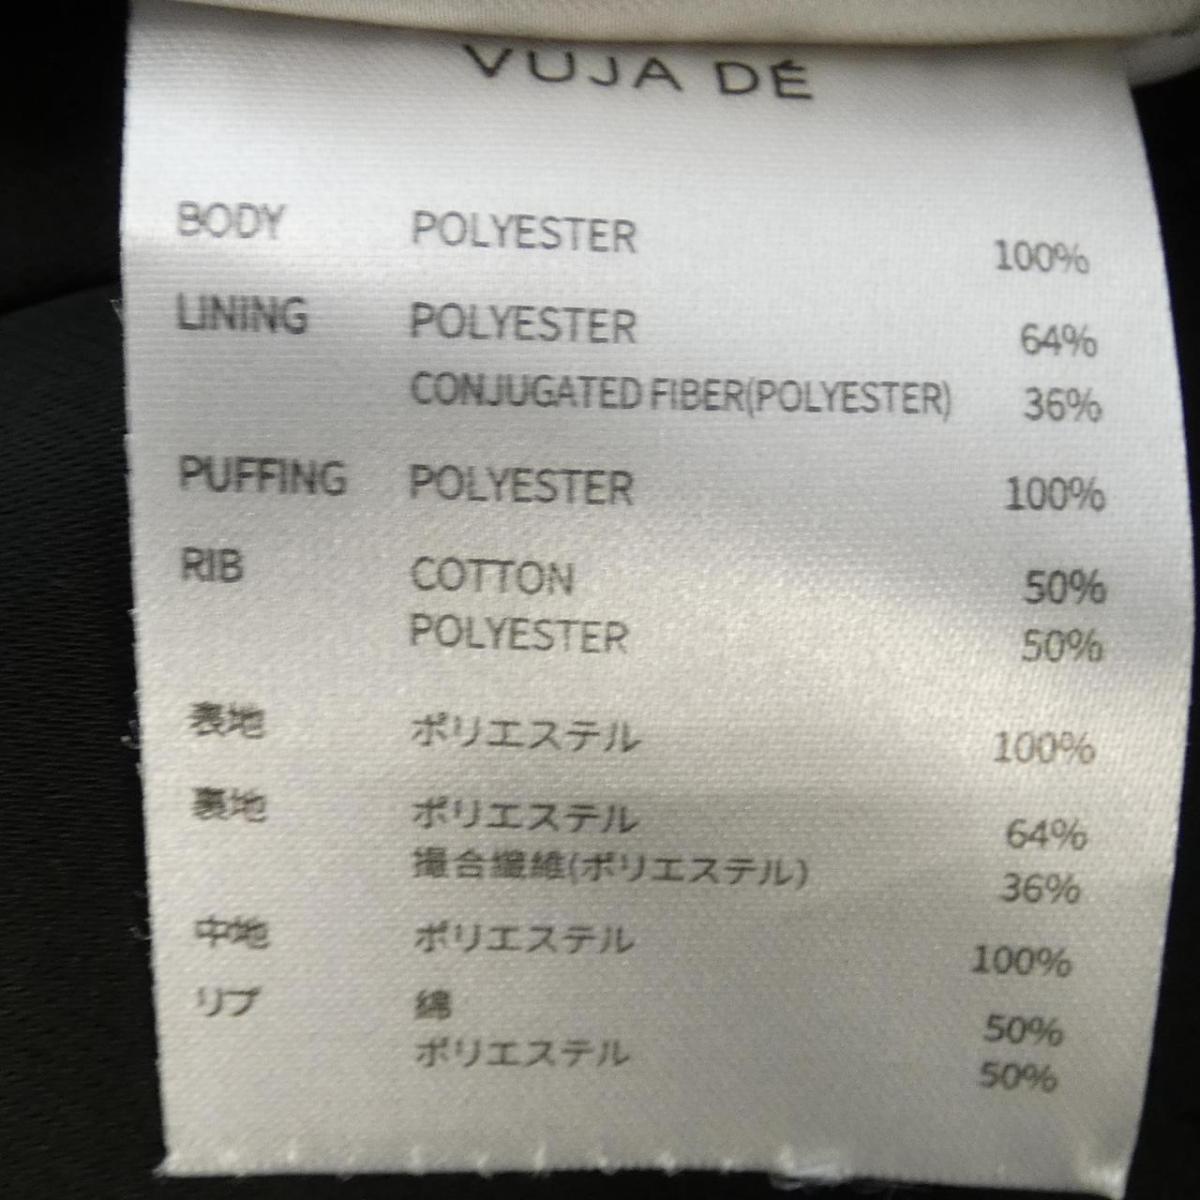 VUJA DÉ
BODY POLYESTER 100%
LINING POLYESTER 64%
CONJUGATED FIBER(POLYESTER) 36%
PUFFING POLYESTER 100%
RIB COTTON 50%
POLYESTER 50%
表地 ポリエステル 100%
裏地 ポリエステル 64%
撮合繊維(ポリエステル) 36%
中地 ポリエステル 100%
リブ 綿 50%
ポリエステル 50%